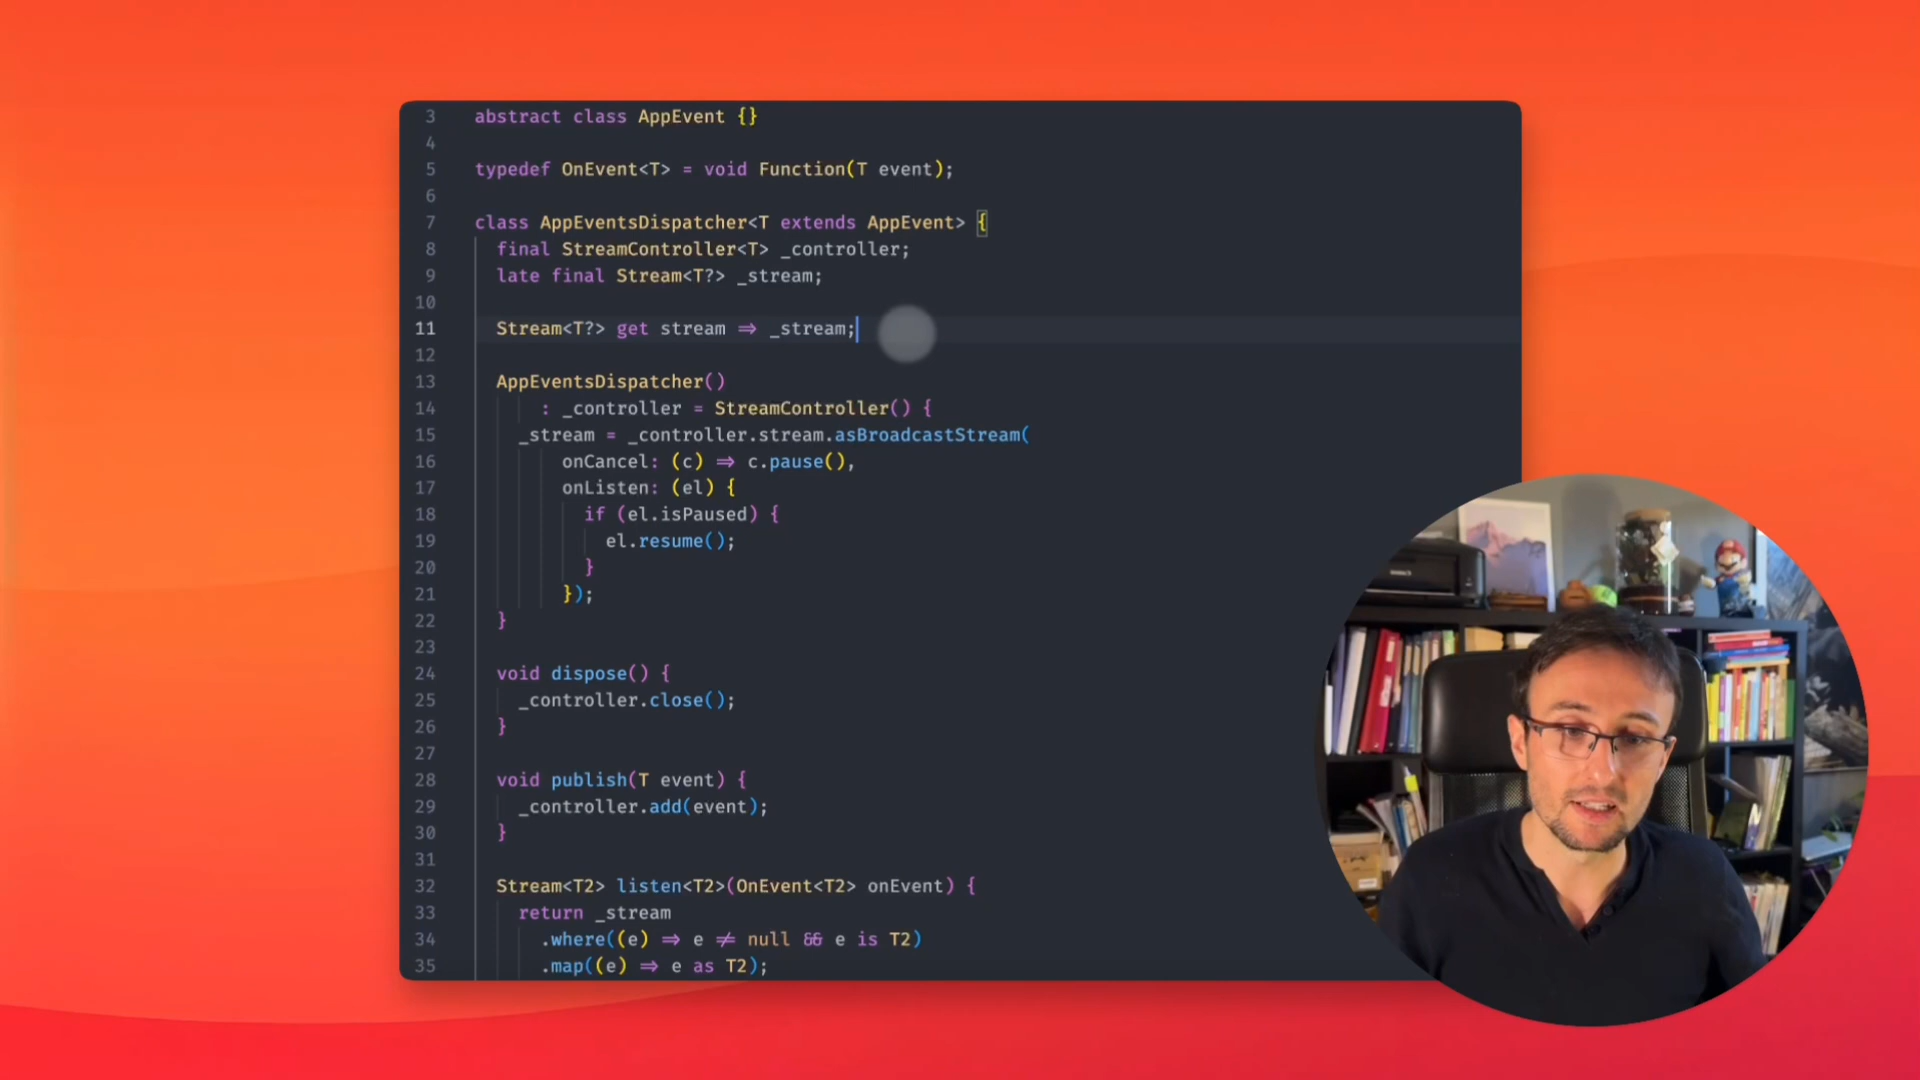 3 abstract class AppEvent {}
4
5 typedef OnEvent<T> = void Function(T event);
6
7 class AppEventsDispatcher<T extends AppEvent> {
8 final StreamController<T> _controller;
9 late final Stream<T?> _stream;
10
11 Stream<T?> get stream => _stream;
12
13 AppEventsDispatcher()
14 : _controller = StreamController() {
15 _stream = _controller.stream.asBroadcastStream(
16 onCancel: (c) => c.pause(),
17 onListen: (el) {
18 if (el.isPaused) {
19 el.resume();
20 }
21 });
22 }
23
24 void dispose() {
25 _controller.close();
26 }
27
28 void publish(T event) {
29 _controller.add(event);
30 }
31
32 Stream<T2> listen<T2>(OnEvent<T2> onEvent) {
33 return _stream
34 .where((e) => e != null && e is T2)
35 .map((e) => e as T2);